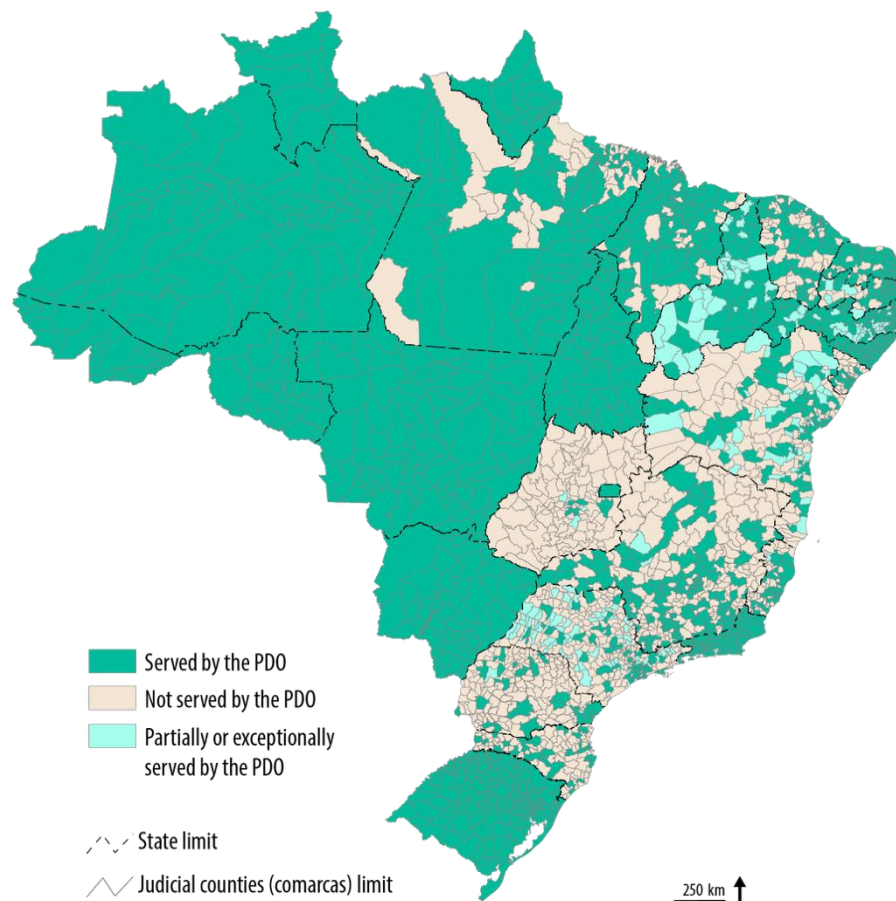 Served by the PDO
Not served by the PDO
Partially or exceptionally
served by the PDO
State limit
Judicial counties (comarcas) limit
250 km